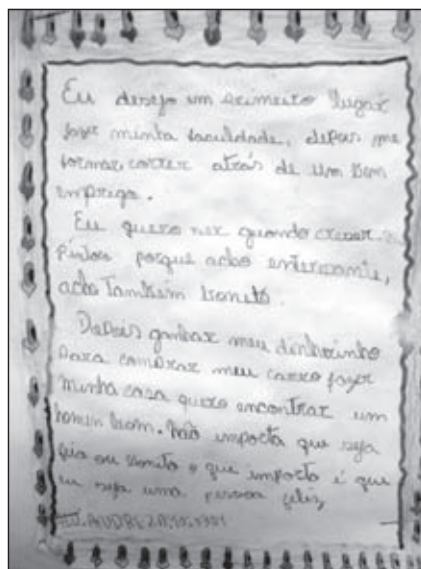 Eu desejo em primeiro lugar
fazer minha faculdade, depois me
formar, correr atrás de um bom
emprego.
Eu quero ser quando crescer
pintora porque acho enteresante,
acho Também bonito.
Depois ganhar meu dinheirinho
para comprar meu carro fazer
minha casa quero encontrar um
homem bom. não importa que seja
feio ou bonito o que importa é que
eu seja uma pessoa feliz,